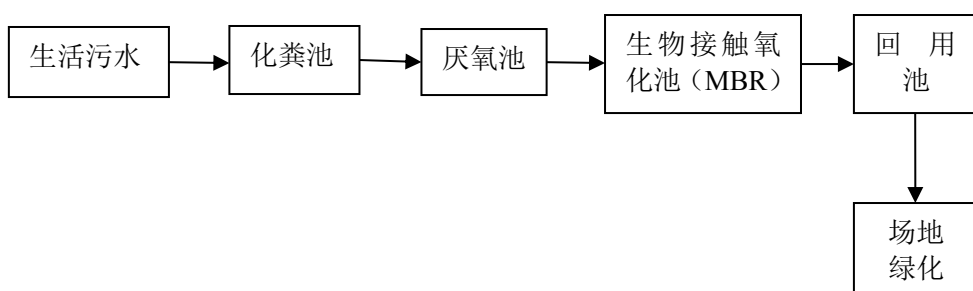 生活污水
化粪池
厌氧池
生物接触氧
化池（MBR）
回用
池
场地
绿化